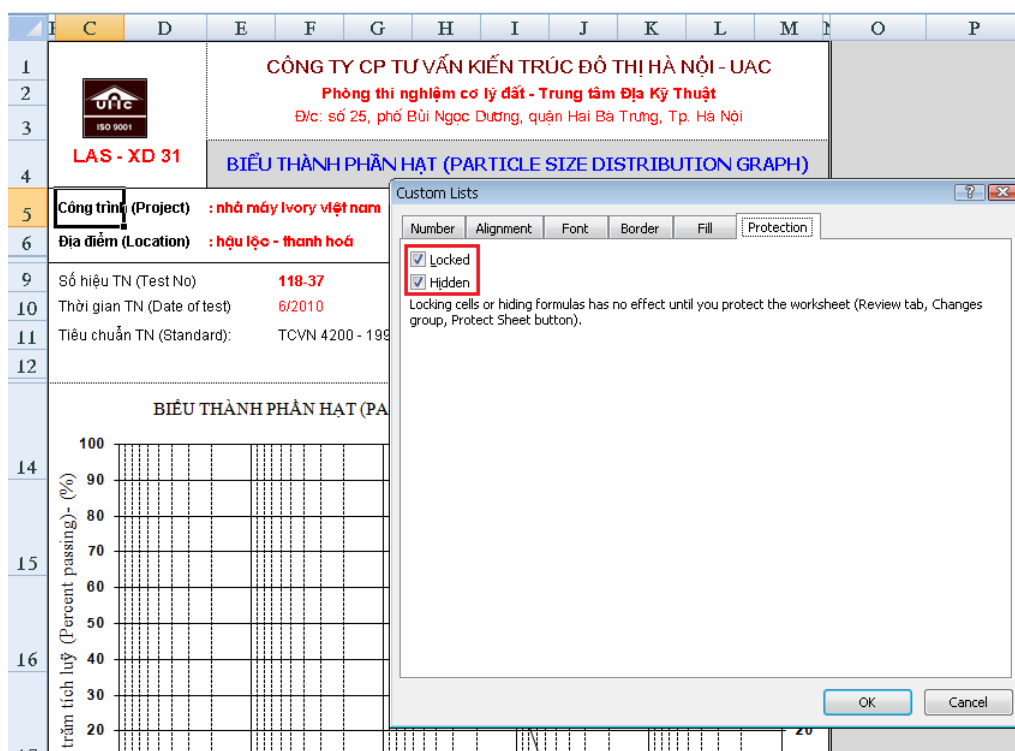 C D E F G H I J K L M O P
1
CÔNG TY CP TƯ VẤN KIẾN TRÚC ĐÔ THỊ HÀ NỘI - UAC
2
Phòng thi nghiệm cơ lý đất - Trung tâm Địa Kỹ Thuật
UAC
ISO 9001
3
Đ/c: số 25, phố Bùi Ngọc Dương, quận Hai Bà Trưng, Tp. Hà Nội
LAS - XD 31
4
BIỂU THÀNH PHẦN HẠT (PARTICLE SIZE DISTRIBUTION GRAPH)
5
Công trình (Project) : nhà máy Ivory việt nam
6
Địa điểm (Location) : hậu lộc - thanh hoá
9
Số hiệu TN (Test No) 118-37
10
Thời gian TN (Date of test) 6/2010
11
Tiêu chuẩn TN (Standard): TCVN 4200 - 199
12
BIỂU THÀNH PHẦN HẠT (PA
14
15
16
trăm tích luỹ (Percent passing)- (%)
100
90
80
70
60
50
40
30
20
20
Custom Lists
Number Alignment Font Border Fill Protection
Locked
Hidden
Locking cells or hiding formulas has no effect until you protect the worksheet (Review tab, Changes
group, Protect Sheet button).
OK Cancel